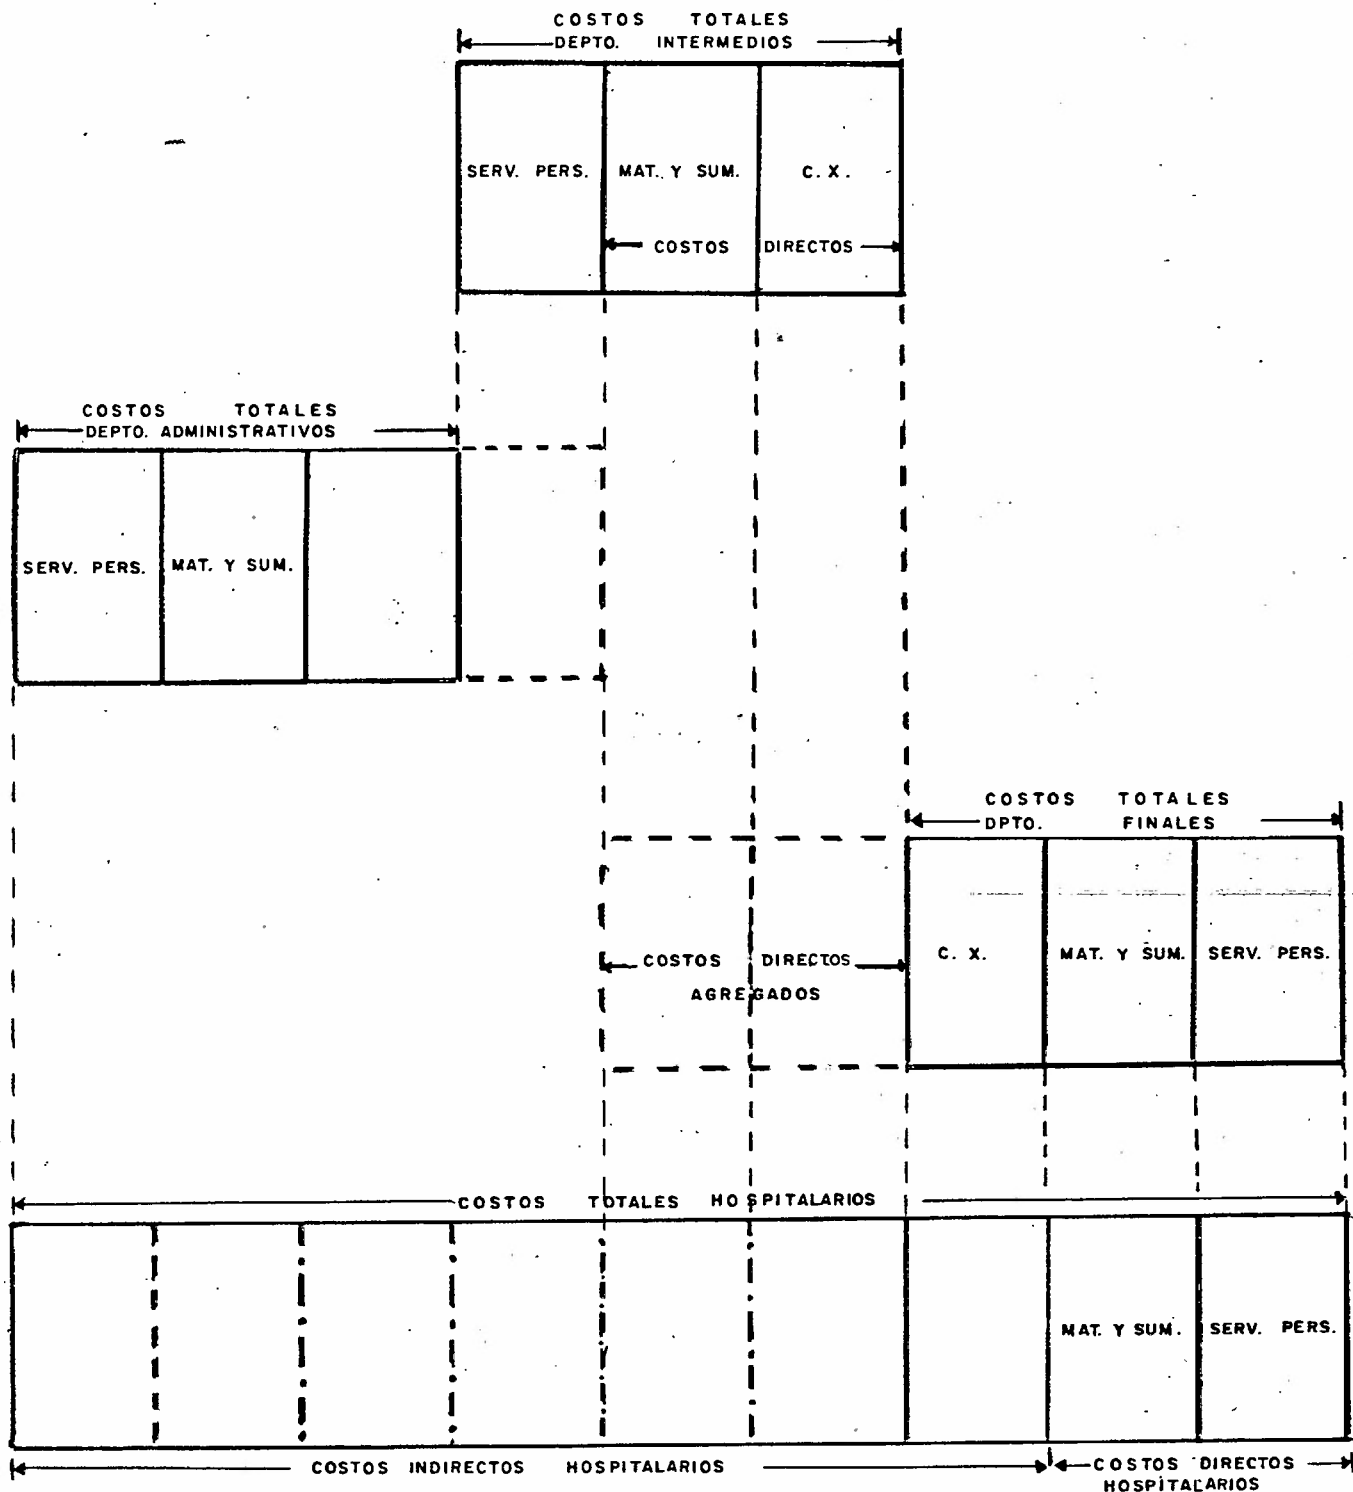 COSTOS TOTALES
DEPTO. INTERMEDIOS
SERV. PERS. MAT. Y SUM. C. X.
COSTOS DIRECTOS
COSTOS TOTALES
DEPTO. ADMINISTRATIVOS
SERV. PERS. MAT. Y SUM.
COSTOS TOTALES
DPTO. FINALES
COSTOS DIRECTOS
AGREGADOS
C. X. MAT. Y SUM. SERV. PERS.
COSTOS TOTALES HOSPITALARIOS
MAT. Y SUM. SERV. PERS.
COSTOS INDIRECTOS HOSPITALARIOS
COSTOS DIRECTOS
HOSPITALARIOS